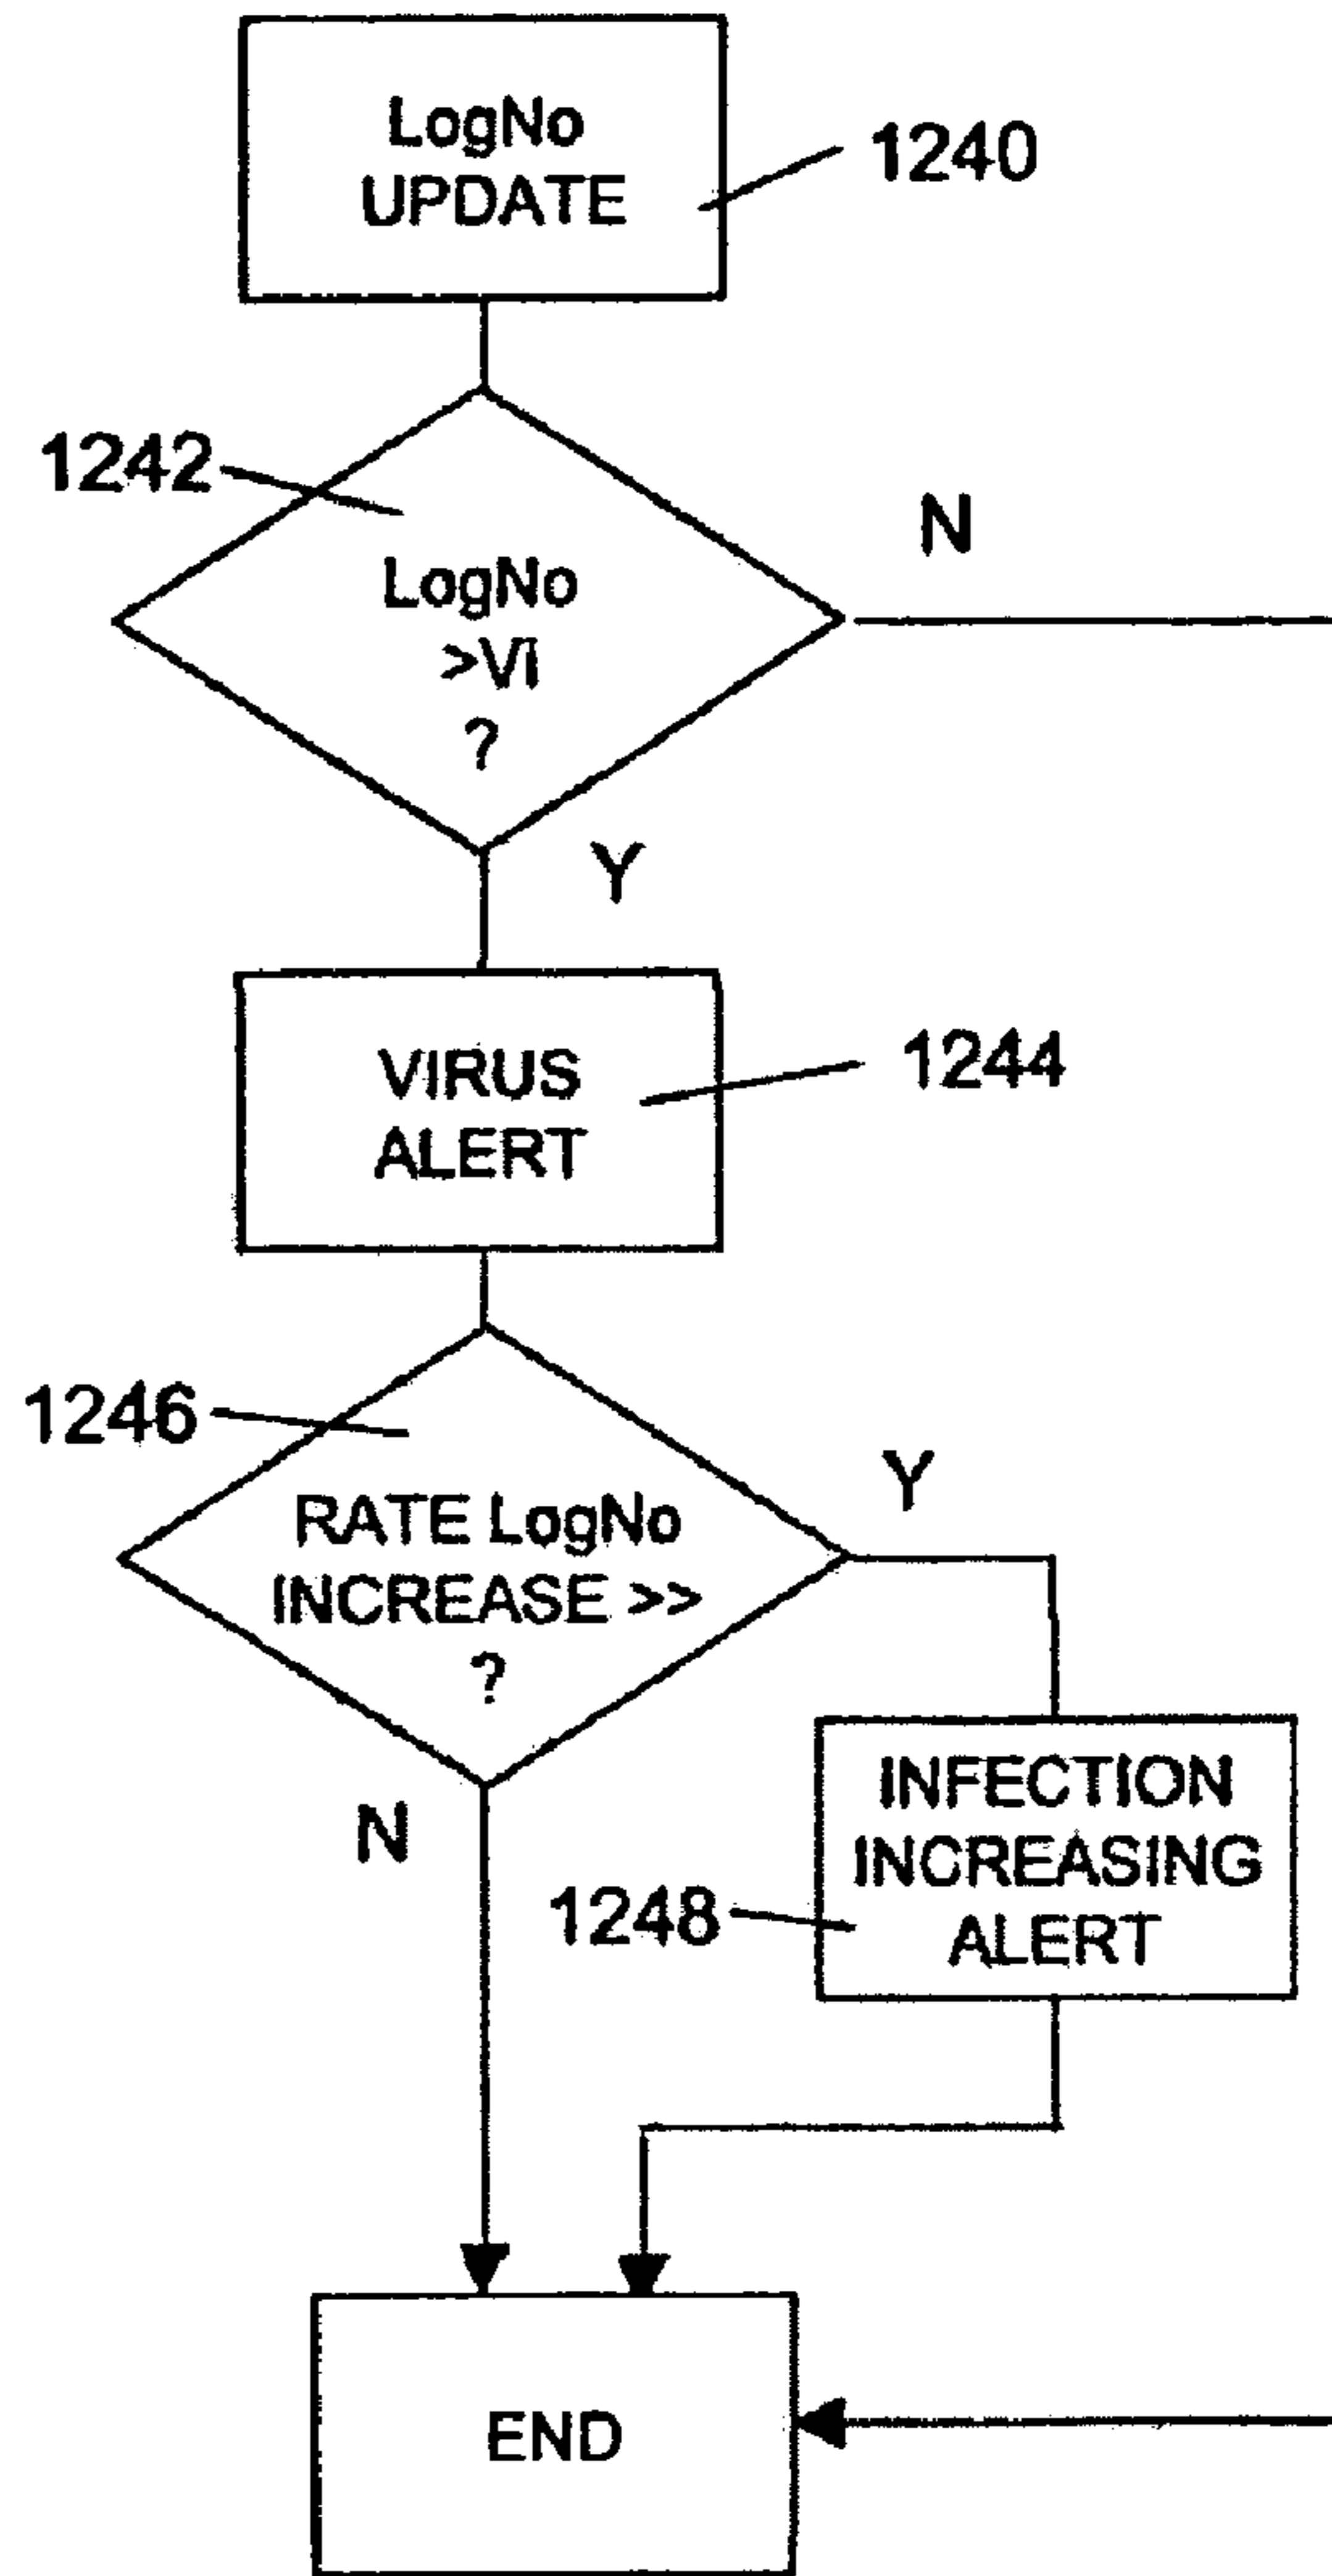 LogNo
UPDATE
1240
1242
LogNo
>Vi
?
N
Y
VIRUS
ALERT
1244
1246
RATE LogNo
INCREASE >>
?
Y
N
INFECTION
INCREASING
ALERT
1248
END